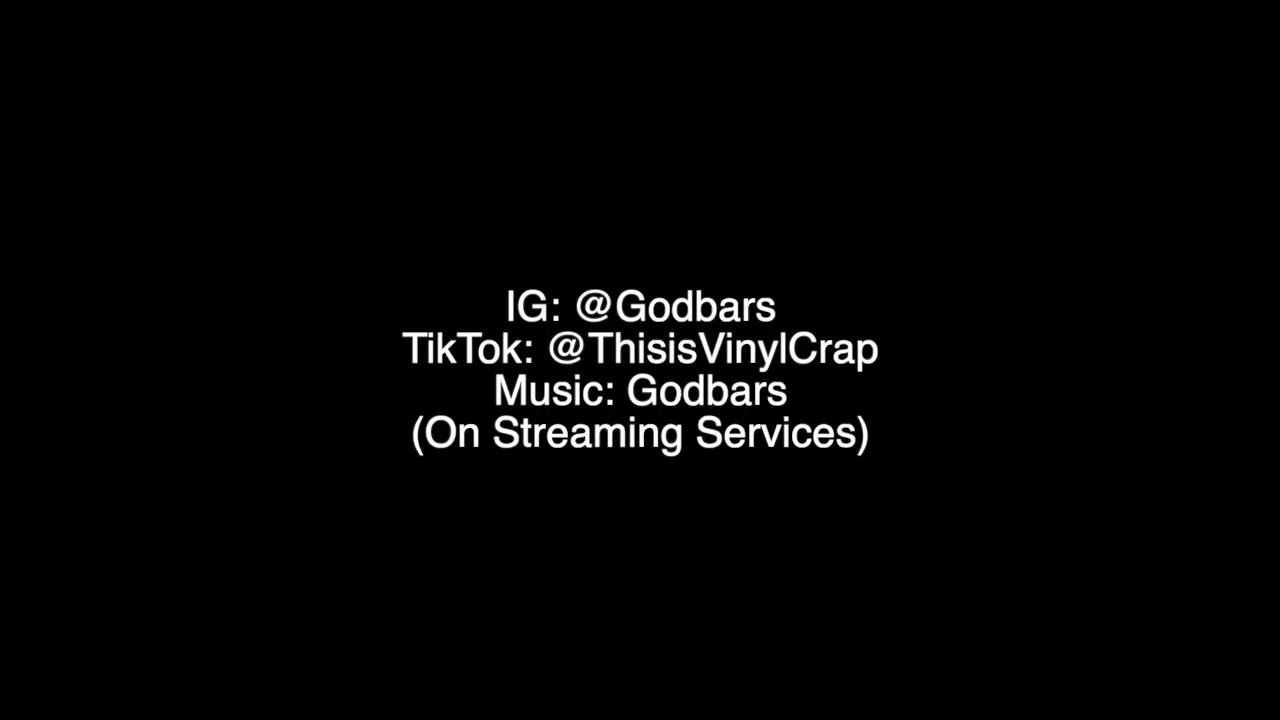 IG: @Godbars
TikTok: @ThisisVinylCrap
Music: Godbars
(On Streaming Services)